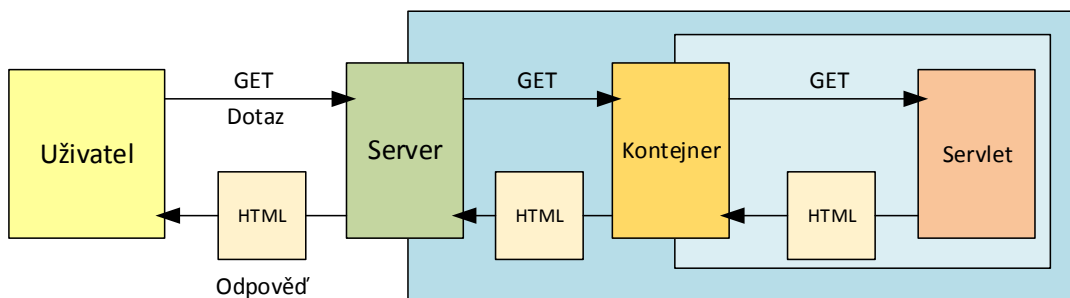 GET
GET
GET
Dotaz
Uživatel
Server
Kontejner
Servlet
HTML
HTML
HTML
Odpověď